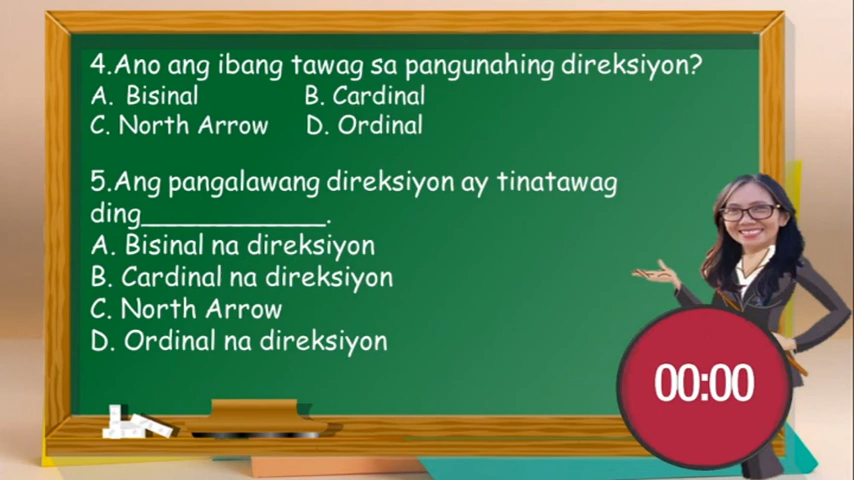 4.Ano ang ibang tawag sa pangunahing direksiyon?
A. Bisinal B. Cardinal
C. North Arrow D. Ordinal
5.Ang pangalawang direksiyon ay tinatawag
ding____________.
A. Bisinal na direksiyon
B. Cardinal na direksiyon
C. North Arrow
D. Ordinal na direksiyon
00:00